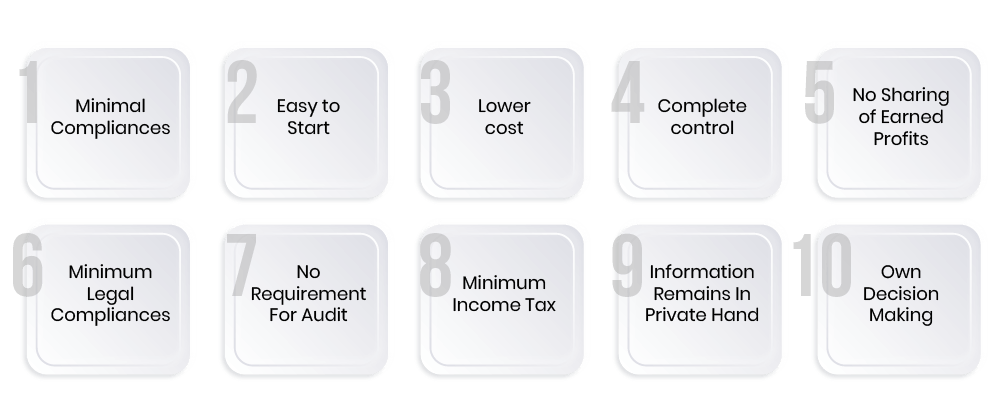 1
Minimal
Compliances
2
Easy to
Start
3
Lower
cost
4
Complete
control
5
No Sharing
of Earned
Profits
6
Minimum
Legal
Compliances
7
No
Requirement
For Audit
8
Minimum
Income Tax
9
Information
Remains In
Private Hand
10
Own
Decision
Making